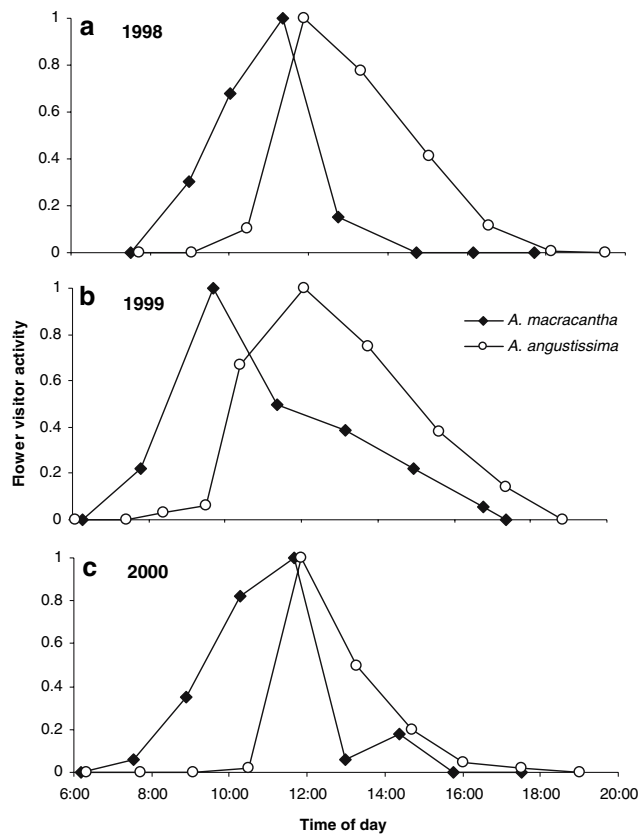 a 1998
1
0.8
0.6
0.4
0.2
0
b 1999
1
0.8
0.6
0.4
0.2
0
A. macracantha
A. angustissima
Flower visitor activity
c 2000
1
0.8
0.6
0.4
0.2
0
6:00 8:00 10:00 12:00 14:00 16:00 18:00 20:00
Time of day